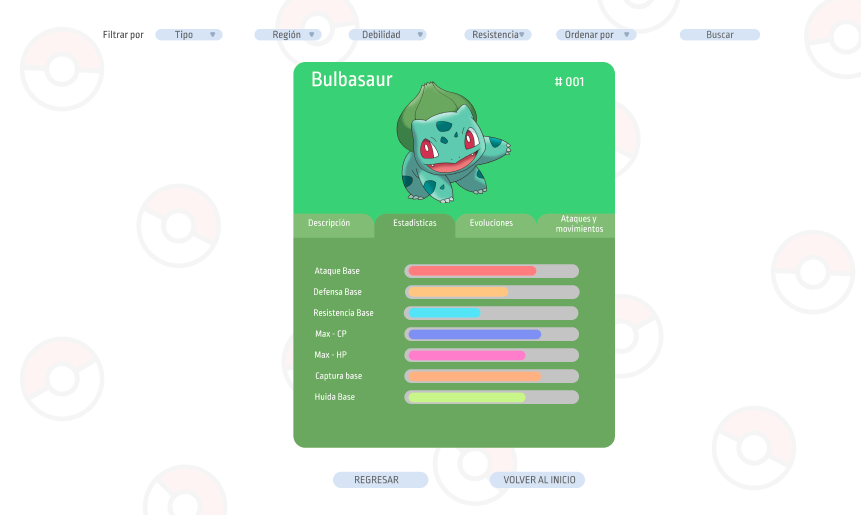 Filtrar por Tipo Región Debilidad Resistencia Ordenar por Buscar
Bulbasaur
# 001
Descripción Estadísticas Evoluciones Ataques y
movimientos
Ataque Base
Defensa Base
Resistencia Base
Max - CP
Max - HP
Captura base
Huida Base
REGRESAR VOLVER AL INICIO